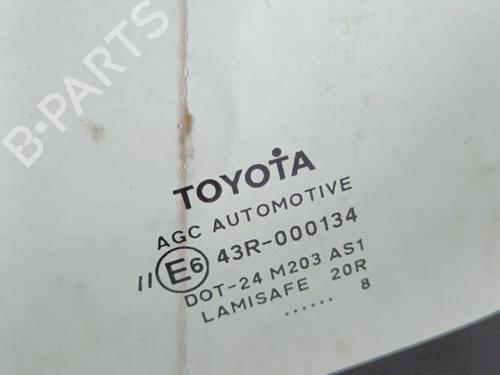 B-PARTS
TOYOTA
AGC AUTOMOTIVE
II E6 43R-000134
DOT-24 M203 AS1
LAMISAFE 20R
...... 8